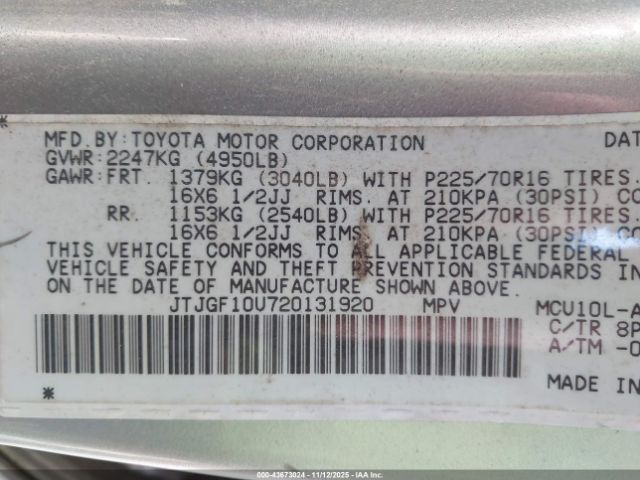 MFD.BY:TOYOTA MOTOR CORPORATION DAT
GVWR:2247KG (4950LB)
GAWR:FRT. 1379KG (3040LB) WITH P225/70R16 TIRES.
16X6 1/2JJ RIMS. AT 210KPA (30PSI) CO
RR. 1153KG (2540LB) WITH P225/70R16 TIRES.
16X6 1/2JJ RIMS. AT 210KPA (30PSI) CO
THIS VEHICLE CONFORMS TO ALL APPLICABLE FEDERAL
VEHICLE SAFETY AND THEFT PREVENTION STANDARDS IN
ON THE DATE OF MANUFACTURE SHOWN ABOVE.
JTJGF10U720131920 MPV MCU10L-A
C/TR 8P
A/TM -0
MADE IN
000-43673024 - 11/12/2025 - IAA3423